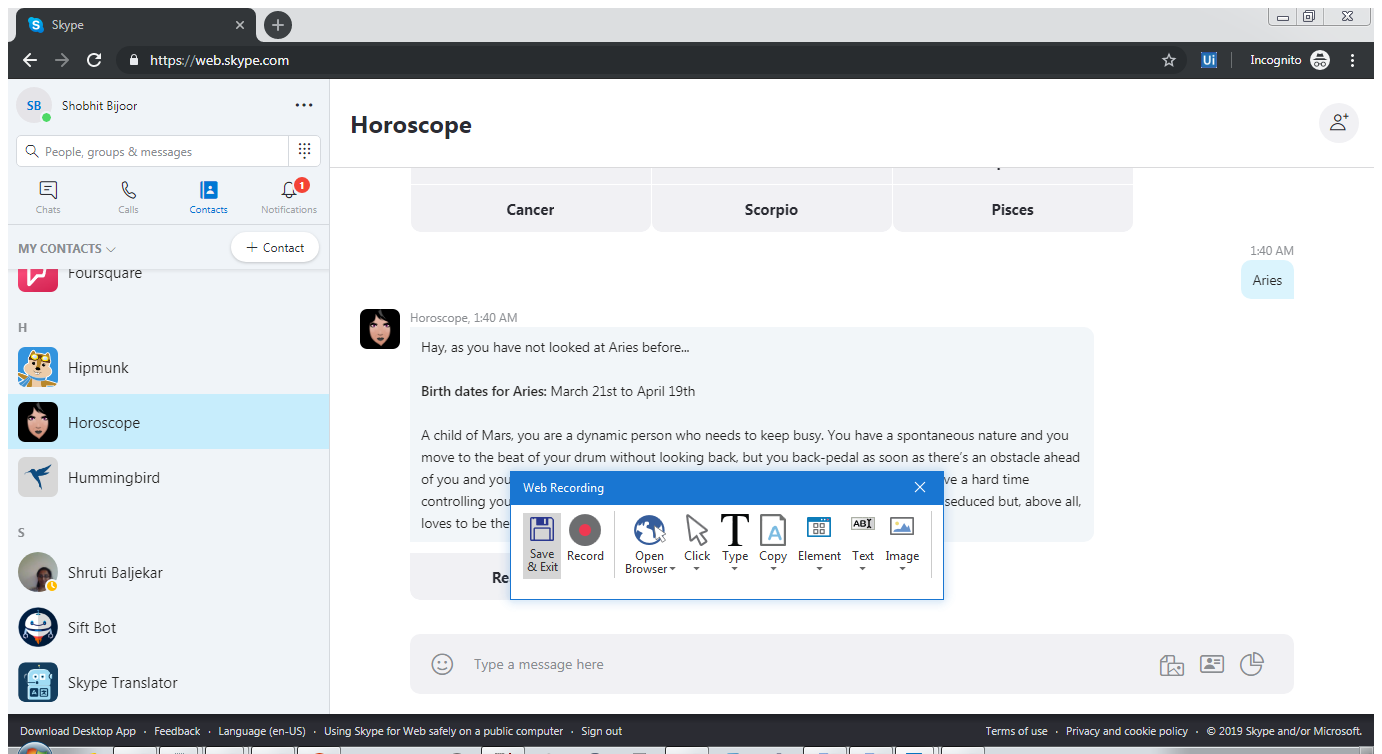 Skype
https://web.skype.com
Ui
Incognito
SB
Shobhit Bijoor
People, groups & messages
Chats
Calls
Contacts
1
Notifications
MY CONTACTS
+ Contact
Foursquare
H
Hipmunk
Horoscope
Hummingbird
S
Shruti Baljekar
Sift Bot
Skype Translator
Horoscope
Cancer
Scorpio
Pisces
1:40 AM
Aries
Horoscope, 1:40 AM
Hay, as you have not looked at Aries before...
Birth dates for Aries: March 21st to April 19th
A child of Mars, you are a dynamic person who needs to keep busy. You have a spontaneous nature and you
move to the beat of your drum without looking back, but you back-pedal as soon as there's an obstacle ahead
of you and you ve a hard time
controlling you seduced but, above all,
loves to be the
Re
Web Recording
Save
& Exit
Record
Open
Browser
Click
T
Type
A
Copy
Element
ABI
Text
Image
Type a message here
Download Desktop App · Feedback · Language (en-US) · Using Skype for Web safely on a public computer · Sign out
Terms of use · Privacy and cookie policy · © 2019 Skype and/or Microsoft.